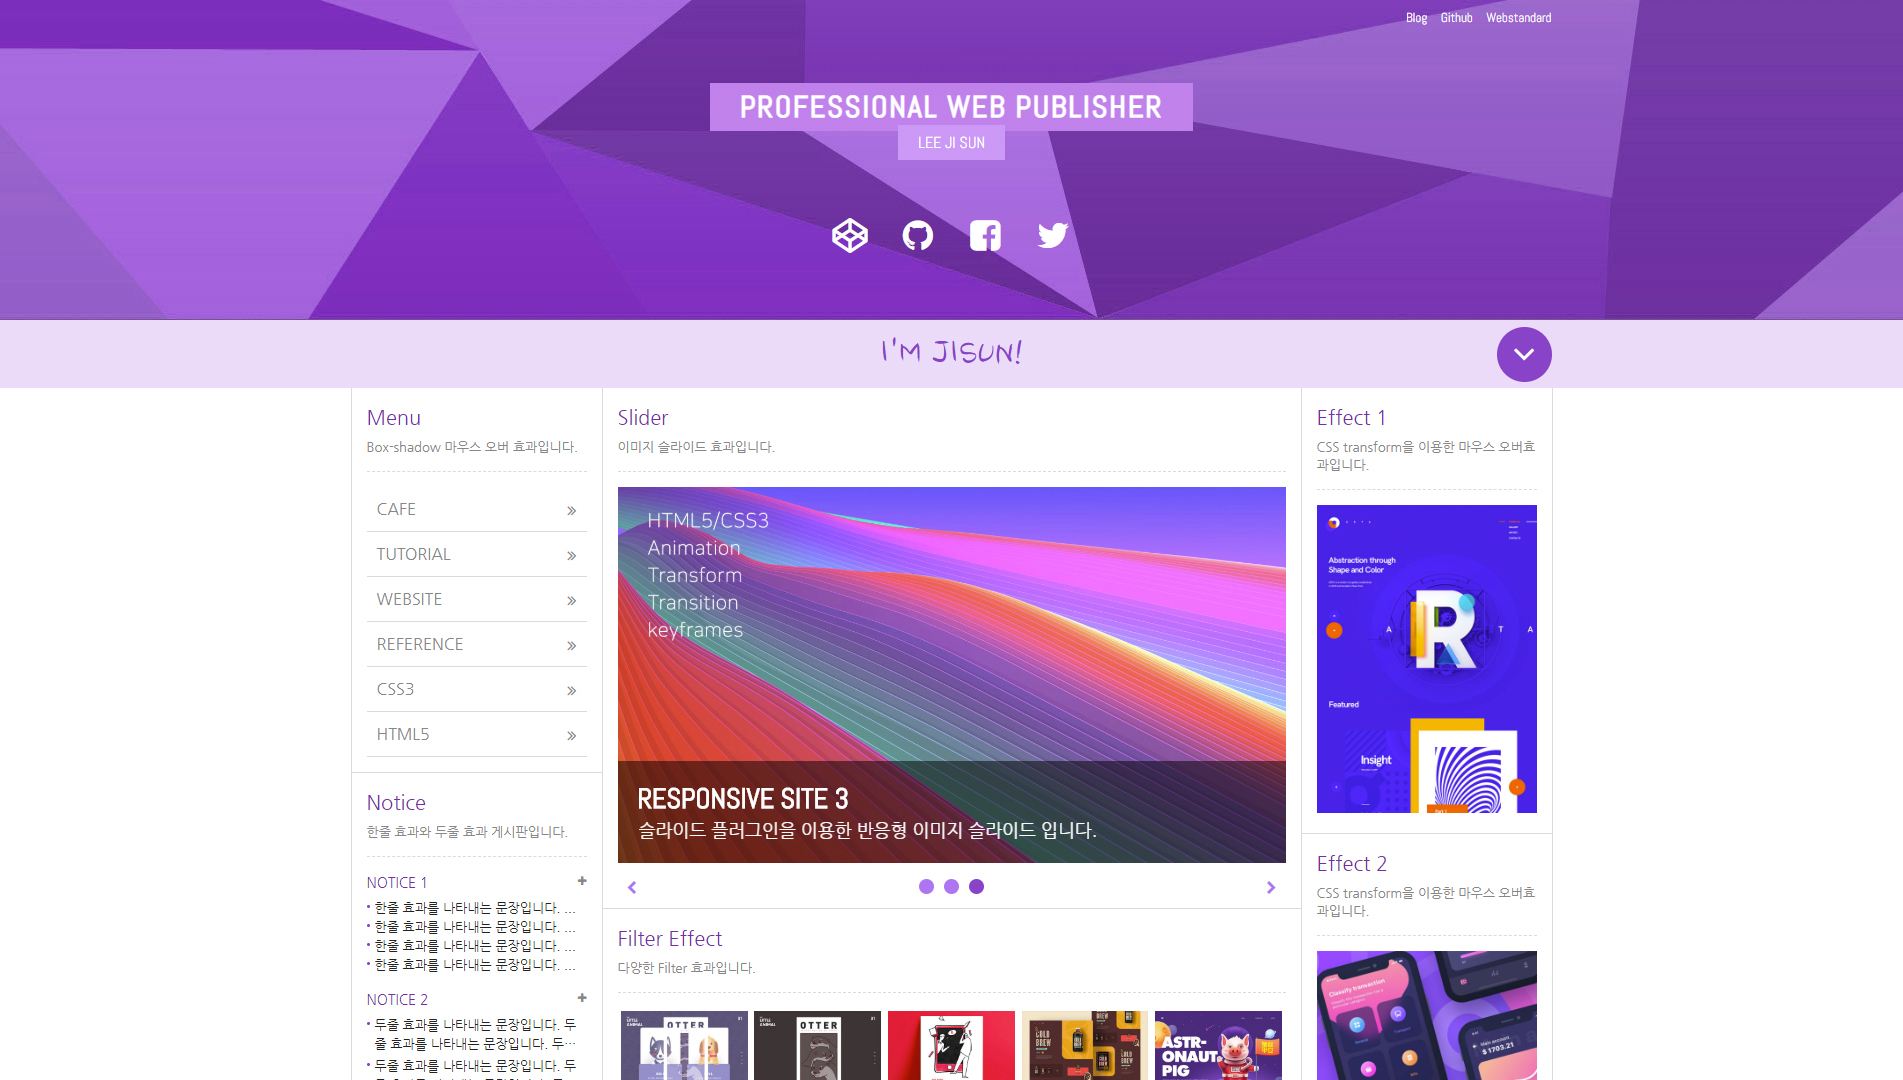 Blog Github Webstandard
PROFESSIONAL WEB PUBLISHER
LEE JI SUN
I'M JISUN!
Menu
Box-shadow 마우스 오버 효과입니다.
CAFE
TUTORIAL
WEBSITE
REFERENCE
CSS3
HTML5
Notice
한줄 효과와 두줄 효과 게시판입니다.
NOTICE 1
한줄 효과를 나타내는 문장입니다. ...
한줄 효과를 나타내는 문장입니다. ...
한줄 효과를 나타내는 문장입니다. ...
한줄 효과를 나타내는 문장입니다. ...
NOTICE 2
두줄 효과를 나타내는 문장입니다. 두
줄 효과를 나타내는 문장입니다. 두...
두줄 효과를 나타내는 문장입니다. 두
Slider
이미지 슬라이드 효과입니다.
HTML5/CSS3
Animation
Transform
Transition
keyframes
RESPONSIVE SITE 3
슬라이드 플러그인을 이용한 반응형 이미지 슬라이드 입니다.
Filter Effect
다양한 Filter 효과입니다.
LITTLE
ANIMAL
OTTER
LITTLE
ANIMAL
OTTER
COLD
BREW
COLD
BREW
ASTR-
ONAUT
PIG
Effect 1
CSS transform을 이용한 마우스 오버효
과입니다.
Abstraction through
Shape and Color
R
A T A
Featured
Insight
Effect 2
CSS transform을 이용한 마우스 오버효
과입니다.
Classify transaction
Main account
$ 1703.21